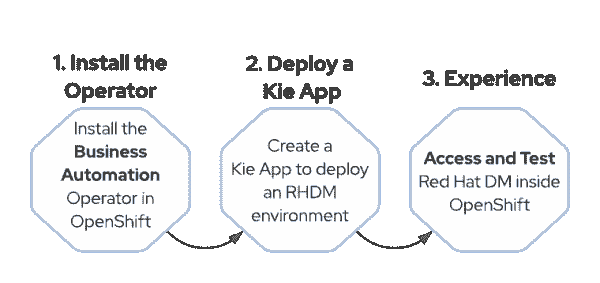 1. Install the
Operator
Install the
Business
Automation
Operator in
OpenShift
2. Deploy a
Kie App
Create a
Kie App to deploy
an RHDM
environment
3. Experience
Access and Test
Red Hat DM inside
OpenShift